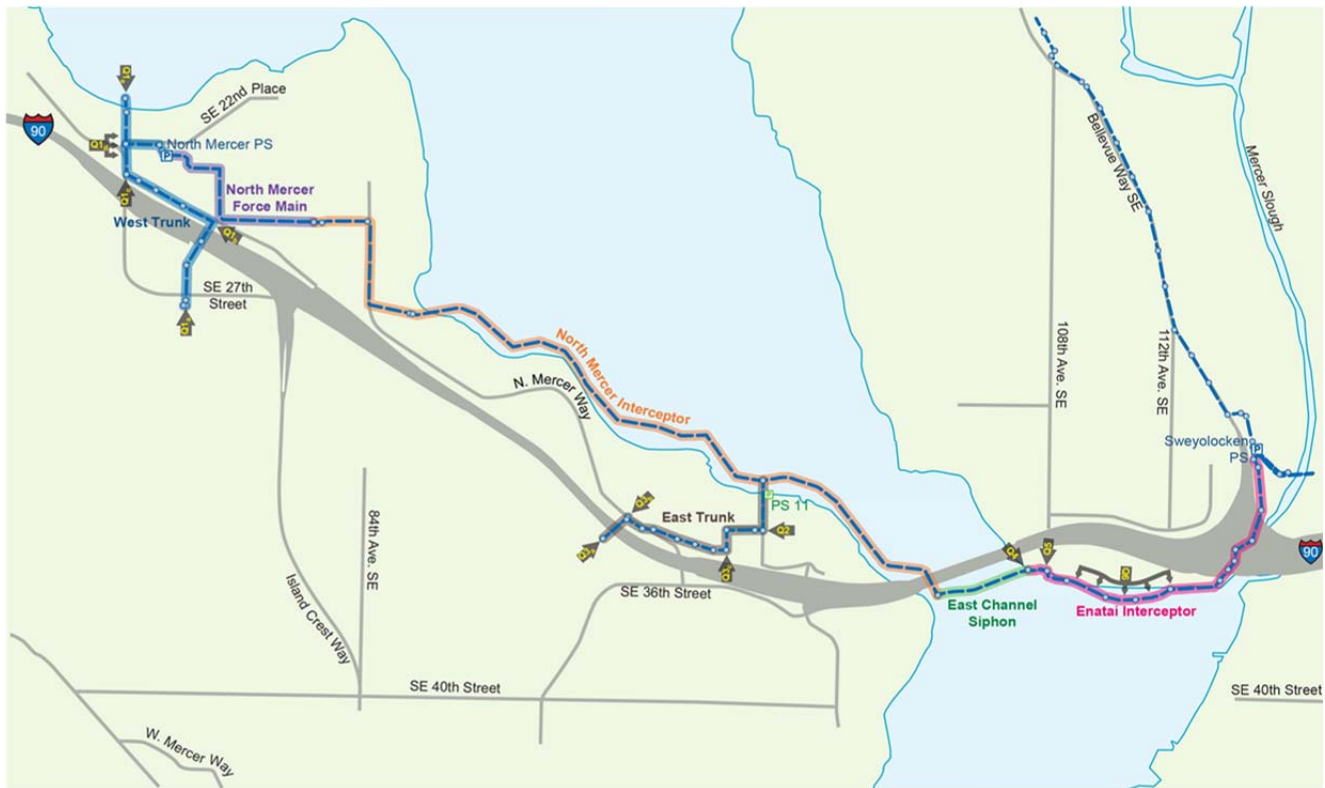 SE 22nd Place
90
Q1
North Mercer PS
P
North Mercer
Force Main
West Trunk
SE 27th
Street
North Mercer Interceptor
N. Mercer Way
East Trunk
PS 11
Q2
84th Ave. SE
Island Crest Way
SE 36th Street
SE 40th Street
W. Mercer Way
East Channel
Siphon
Q5
Enatai Interceptor
Bellevue Way SE
Mercer Slough
108th Ave. SE
112th Ave. SE
Sweyolocken
PS
P
90
SE 40th Street